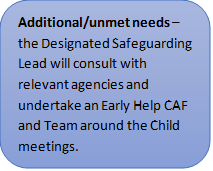 Additional/unmet needs –
the Designated Safeguarding
Lead will consult with
relevant agencies and
undertake an Early Help CAF
and Team around the Child
meetings.